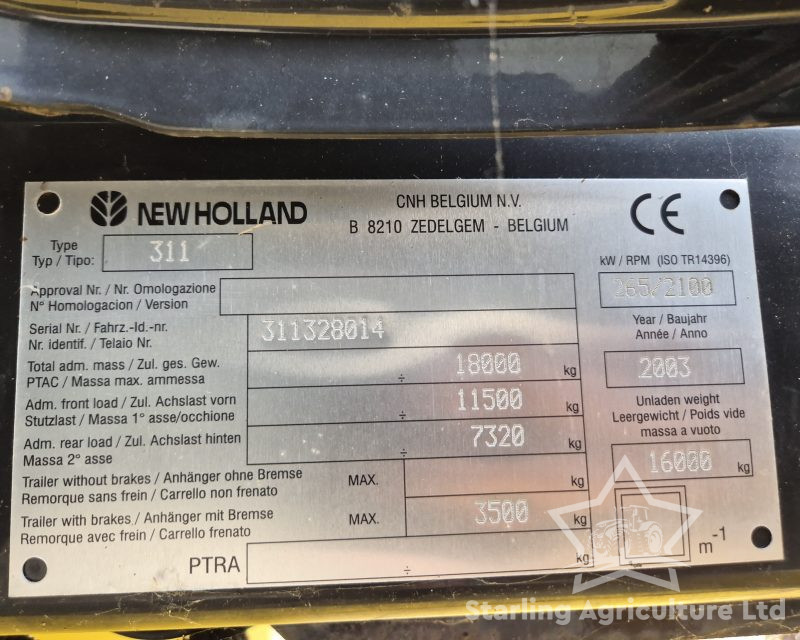 NEW HOLLAND
CNH BELGIUM N.V.
B 8210 ZEDELGEM - BELGIUM
CE
Type
Typ / Tipo:
311
kW / RPM (ISO TR14396)
265/2100
Approval Nr. / Nr. Omologazione
N° Homologacion / Version
Serial Nr. / Fahrz.-Id.-nr.
Nr. identif. / Telaio Nr.
311328014
Year / Baujahr
Année / Anno
2003
Total adm. mass / Zul. ges. Gew.
PTAC / Massa max. ammessa
÷ 18000 kg
Adm. front load / Zul. Achslast vorn
Stutzlast / Massa 1° asse/occhione
÷ 11500 kg
Unladen weight
Leergewicht / Poids vide
massa a vuoto
16000 kg
Adm. rear load / Zul. Achslast hinten
Massa 2° asse
÷ 7320 kg
Trailer without brakes / Anhänger ohne Bremse
Remorque sans frein / Carrello non frenato
MAX.
kg
Trailer with brakes / Anhänger mit Bremse
Remorque avec frein / Carrello frenato
MAX. 3500 kg
m-1
PTRA ÷ kg
Starling Agriculture Ltd